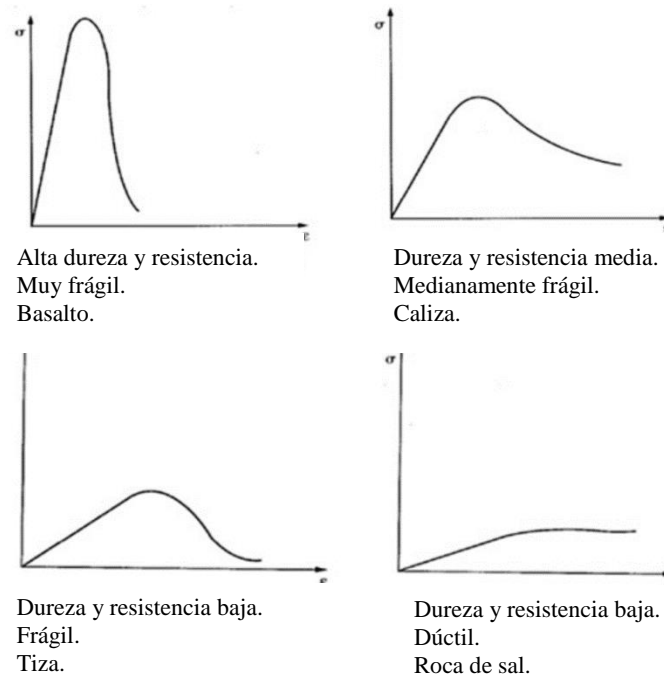 σ
ε
Alta dureza y resistencia.
Muy frágil.
Basalto.
σ
Dureza y resistencia media.
Medianamente frágil.
Caliza.
ε
Dureza y resistencia baja.
Frágil.
Tiza.
σ
Dureza y resistencia baja.
Dúctil.
Roca de sal.